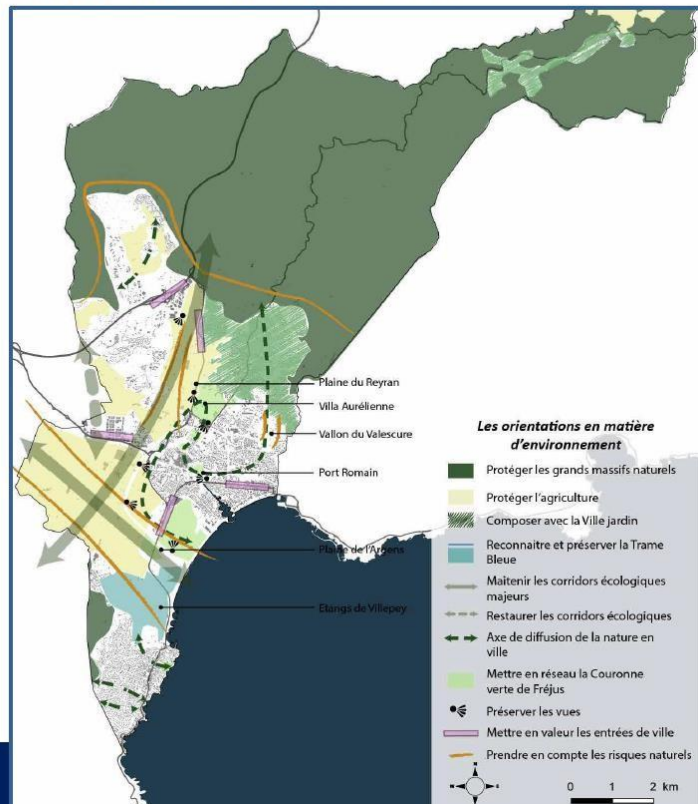 Plaine du Reyran
Villa Aurélienne
Vallon du Valescure
Port Romain
Plaine de l'Argens
Etangs de Villepey
Les orientations en matière
d'environnement
Protéger les grands massifs naturels
Protéger l'agriculture
Composer avec la Ville jardin
Reconnaitre et préserver la Trame
Bleue
Maitenir les corridors écologiques
majeurs
Restaurer les corridors écologiques
Axe de diffusion de la nature en
ville
Mettre en réseau la Couronne
verte de Fréjus
Préserver les vues
Mettre en valeur les entrées de ville
Prendre en compte les risques naturels
0 1 2 km